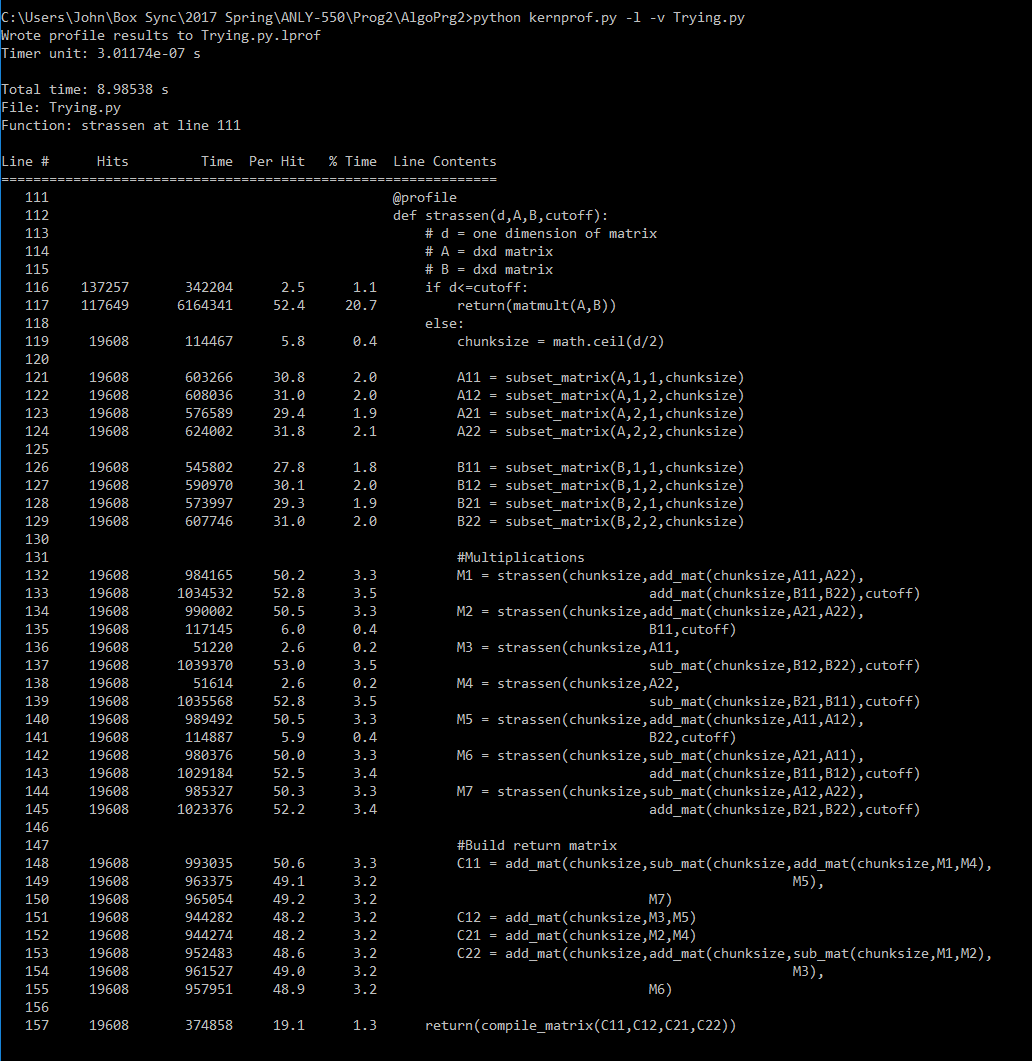 C:\Users\John\Box Sync\2017 Spring\ANLY-550\Prog2\AlgoPrg2>python kernprof.py -l -v Trying.py
Wrote profile results to Trying.py.lprof
Timer unit: 3.01174e-07 s

Total time: 8.98538 s
File: Trying.py
Function: strassen at line 111

Line #      Hits         Time  Per Hit   % Time  Line Contents
==============================================================
   111                                           @profile
   112                                           def strassen(d,A,B,cutoff):
   113                                               # d = one dimension of matrix
   114                                               # A = dxd matrix
   115                                               # B = dxd matrix
   116    137257       342204      2.5      1.1      if d<=cutoff:
   117    117649      6164341     52.4     20.7          return(matmult(A,B))
   118                                               else:
   119     19608       114467      5.8      0.4          chunksize = math.ceil(d/2)
   120
   121     19608       603266     30.8      2.0          A11 = subset_matrix(A,1,1,chunksize)
   122     19608       608036     31.0      2.0          A12 = subset_matrix(A,1,2,chunksize)
   123     19608       576589     29.4      1.9          A21 = subset_matrix(A,2,1,chunksize)
   124     19608       624002     31.8      2.1          A22 = subset_matrix(A,2,2,chunksize)
   125
   126     19608       545802     27.8      1.8          B11 = subset_matrix(B,1,1,chunksize)
   127     19608       590970     30.1      2.0          B12 = subset_matrix(B,1,2,chunksize)
   128     19608       573997     29.3      1.9          B21 = subset_matrix(B,2,1,chunksize)
   129     19608       607746     31.0      2.0          B22 = subset_matrix(B,2,2,chunksize)
   130
   131                                                   #Multiplications
   132     19608       984165     50.2      3.3          M1 = strassen(chunksize,add_mat(chunksize,A11,A22),
   133     19608      1034532     52.8      3.5                                  add_mat(chunksize,B11,B22),cutoff)
   134     19608       990002     50.5      3.3          M2 = strassen(chunksize,add_mat(chunksize,A21,A22),
   135     19608       117145      6.0      0.4                                  B11,cutoff)
   136     19608        51220      2.6      0.2          M3 = strassen(chunksize,A11,
   137     19608      1039370     53.0      3.5                                  sub_mat(chunksize,B12,B22),cutoff)
   138     19608        51614      2.6      0.2          M4 = strassen(chunksize,A22,
   139     19608      1035568     52.8      3.5                                  sub_mat(chunksize,B21,B11),cutoff)
   140     19608       989492     50.5      3.3          M5 = strassen(chunksize,add_mat(chunksize,A11,A12),
   141     19608       114887      5.9      0.4                                  B22,cutoff)
   142     19608       980376     50.0      3.3          M6 = strassen(chunksize,sub_mat(chunksize,A21,A11),
   143     19608      1029184     52.5      3.4                                  add_mat(chunksize,B11,B12),cutoff)
   144     19608       985327     50.3      3.3          M7 = strassen(chunksize,sub_mat(chunksize,A12,A22),
   145     19608      1023376     52.2      3.4                                  add_mat(chunksize,B21,B22),cutoff)
   146
   147                                                   #Build return matrix
   148     19608       993035     50.6      3.3          C11 = add_mat(chunksize,sub_mat(chunksize,add_mat(chunksize,M1,M4),
   149     19608       963375     49.1      3.2                                                    M5),
   150     19608       965054     49.2      3.2                                  M7)
   151     19608       944282     48.2      3.2          C12 = add_mat(chunksize,M3,M5)
   152     19608       944274     48.2      3.2          C21 = add_mat(chunksize,M2,M4)
   153     19608       952483     48.6      3.2          C22 = add_mat(chunksize,add_mat(chunksize,sub_mat(chunksize,M1,M2),
   154     19608       961527     49.0      3.2                                                    M3),
   155     19608       957951     48.9      3.2                                  M6)
   156
   157     19608       374858     19.1      1.3      return(compile_matrix(C11,C12,C21,C22))